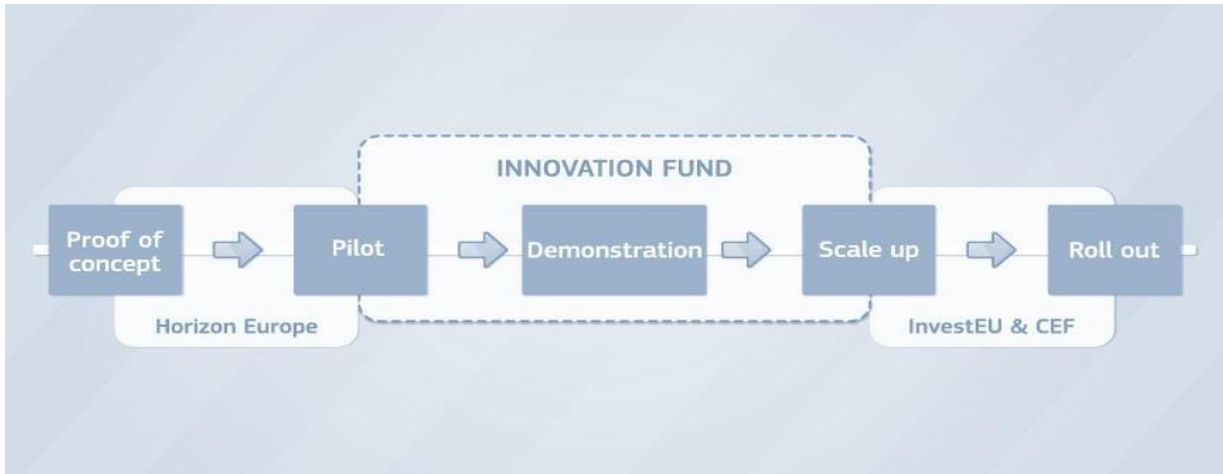 INNOVATION FUND
Proof of
concept
Pilot
Demonstration
Scale up
Roll out
Horizon Europe
InvestEU & CEF